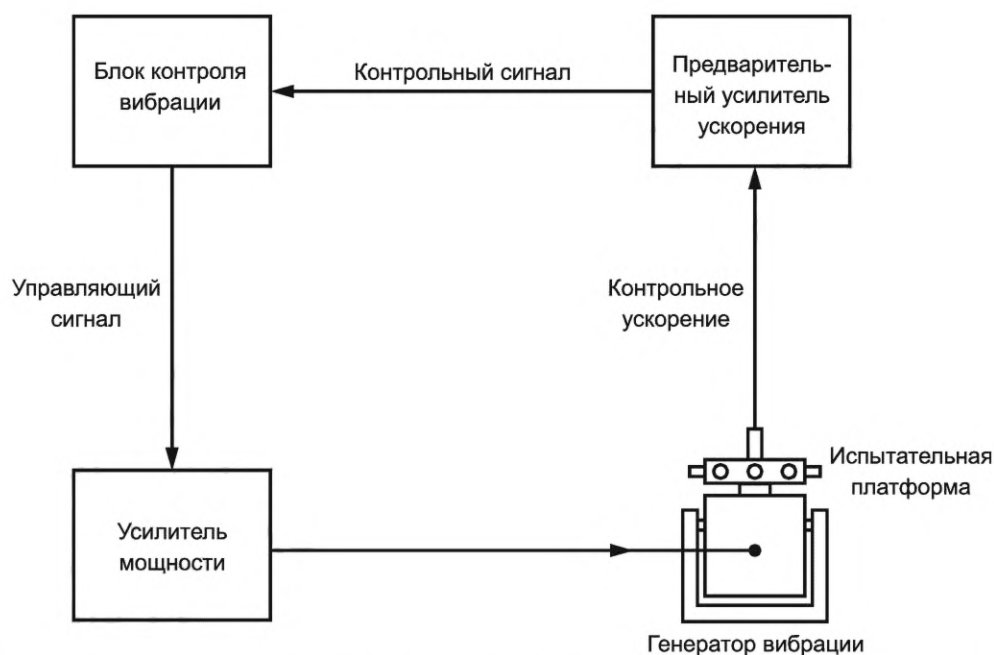 Блок контроля
вибрации
Контрольный сигнал
Предваритель-
ный усилитель
ускорения
Управляющий
сигнал
Контрольное
ускорение
Испытательная
платформа
Усилитель
мощности
Генератор вибрации